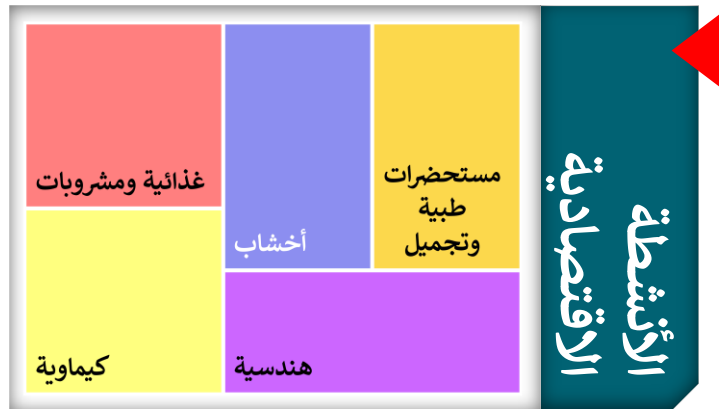 الأنشطة
الاقتصادية
مستحضرات
طبية
وتجميل
أخشاب
غذائية ومشروبات
هندسية
كيماوية